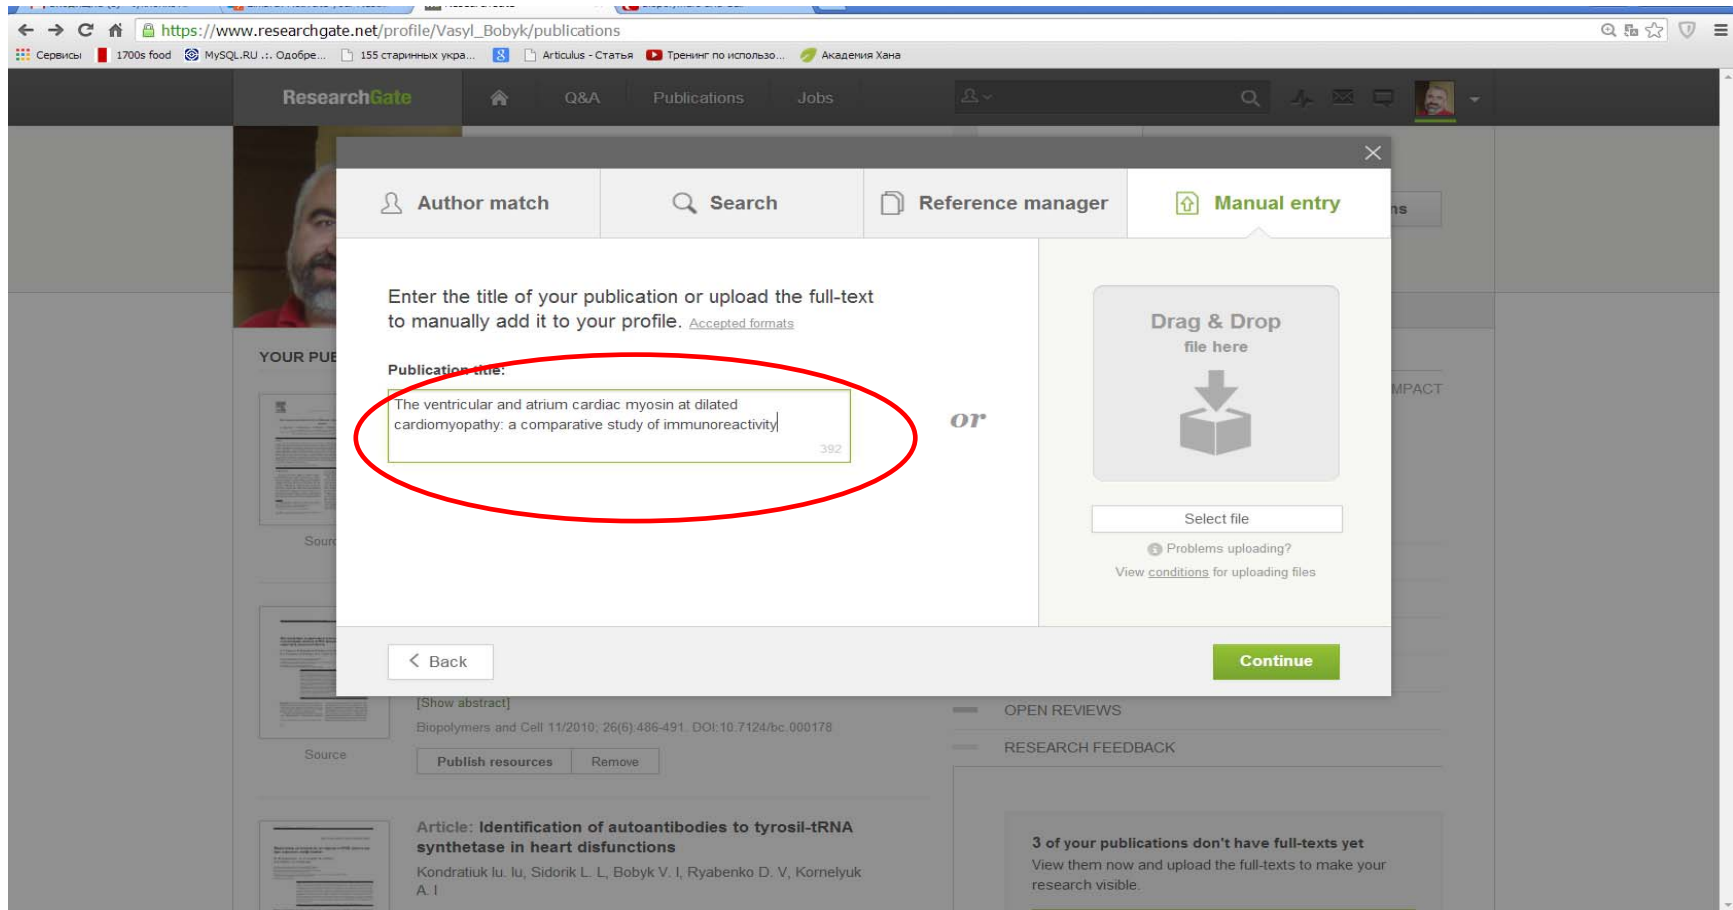 https://www.researchgate.net/profile/Vasyl_Bobyk/publications
Сервисы 1700s food MySQL.RU .:. Одобре... 155 старинных укра... Articulus - Статья Тренинг по использо... Академия Хана
ResearchGate Q&A Publications Jobs
Author match Search Reference manager Manual entry
ns
Enter the title of your publication or upload the full-text
to manually add it to your profile. Accepted formats
Drag & Drop
file here
YOUR PUB
Publication title:
MPACT
The ventricular and atrium cardiac myosin at dilated
cardiomyopathy: a comparative study of immunoreactivity
392
or
Select file
Sourc
Problems uploading?
View conditions for uploading files
Back
Continue
[Show abstract]
OPEN REVIEWS
Biopolymers and Cell 11/2010; 26(6):486-491. DOI:10.7124/bc.000178
RESEARCH FEEDBACK
Source
Publish resources Remove
Article: Identification of autoantibodies to tyrosil-tRNA
synthetase in heart disfunctions
Kondratiuk Iu. Iu, Sidorik L. L, Bobyk V. I, Ryabenko D. V, Kornelyuk
A. I
3 of your publications don't have full-texts yet
View them now and upload the full-texts to make your
research visible.